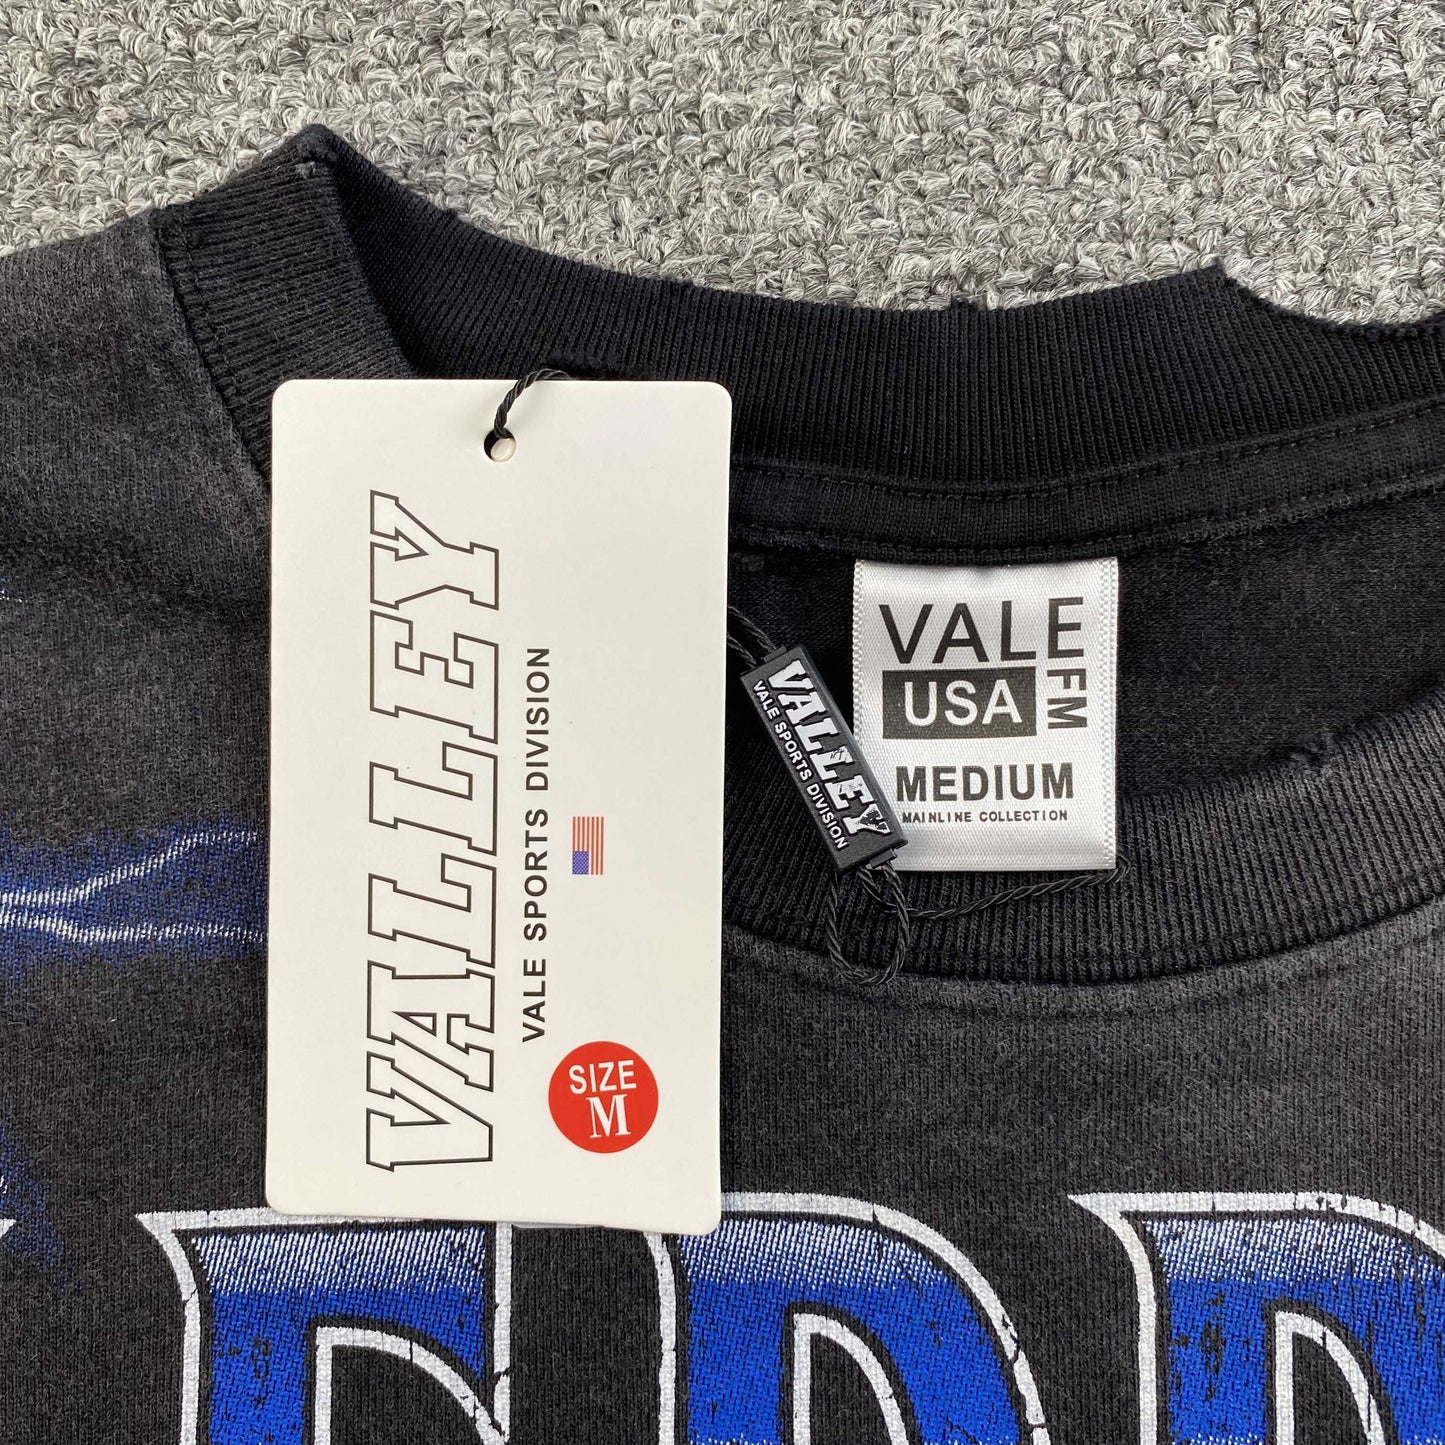 VALLEY
VALE SPORTS DIVISION
SIZE
M
VALLEY
VALE SPORTS DIVISION
VALE
FM
USA
MEDIUM
MAINLINE COLLECTION